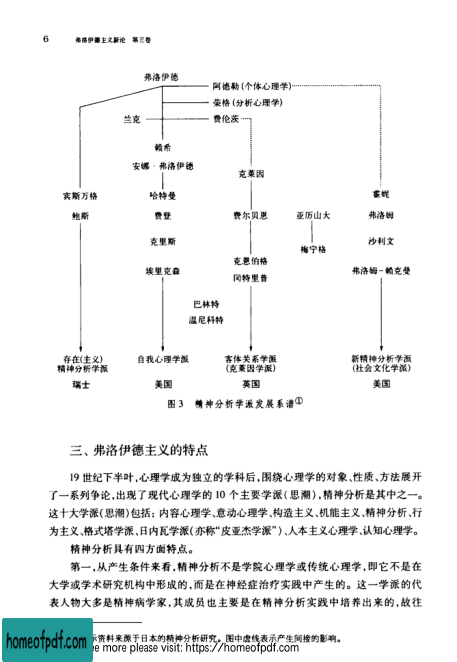 6 弗洛伊德主义新论 第三卷
弗洛伊德
阿德勒(个体心理学)
荣格(分析心理学)
兰克 费伦茨
赖希
安娜·弗洛伊德
克莱因
宾斯万格 哈特曼 霍妮
鲍斯 费登 费尔贝恩 亚历山大 弗洛姆
克里斯 沙利文
梅宁格
克恩伯格
埃里克森 冈特里普 弗洛姆-赖克曼
巴林特
温尼科特
存在(主义) 自我心理学派 客体关系学派 新精神分析学派
精神分析学派 (克莱因学派) (社会文化学派)
瑞士 美国 英国 美国
图3 精神分析学派发展系谱①
三、弗洛伊德主义的特点
19世纪下半叶,心理学成为独立的学科后,围绕心理学的对象、性质、方法展开
了一系列争论,出现了现代心理学的10个主要学派(思潮),精神分析是其中之一。
这十大学派(思潮)包括:内容心理学、意动心理学、构造主义、机能主义、精神分析、行
为主义、格式塔学派、日内瓦学派(亦称“皮亚杰学派”)、人本主义心理学、认知心理学。
精神分析具有四方面特点。
第一,从产生条件来看,精神分析不是学院心理学或传统心理学,即它不是在
大学或学术研究机构中形成的,而是在神经症治疗实践中产生的。这一学派的代
表人物大多是精神病学家,其成员也主要是在精神分析实践中培养出来的,故往
资料来源于日本的精神分析研究。图中虚线表示产生间接的影响。
homeofpdf.com
ee more please visit: https://homeofpdf.com